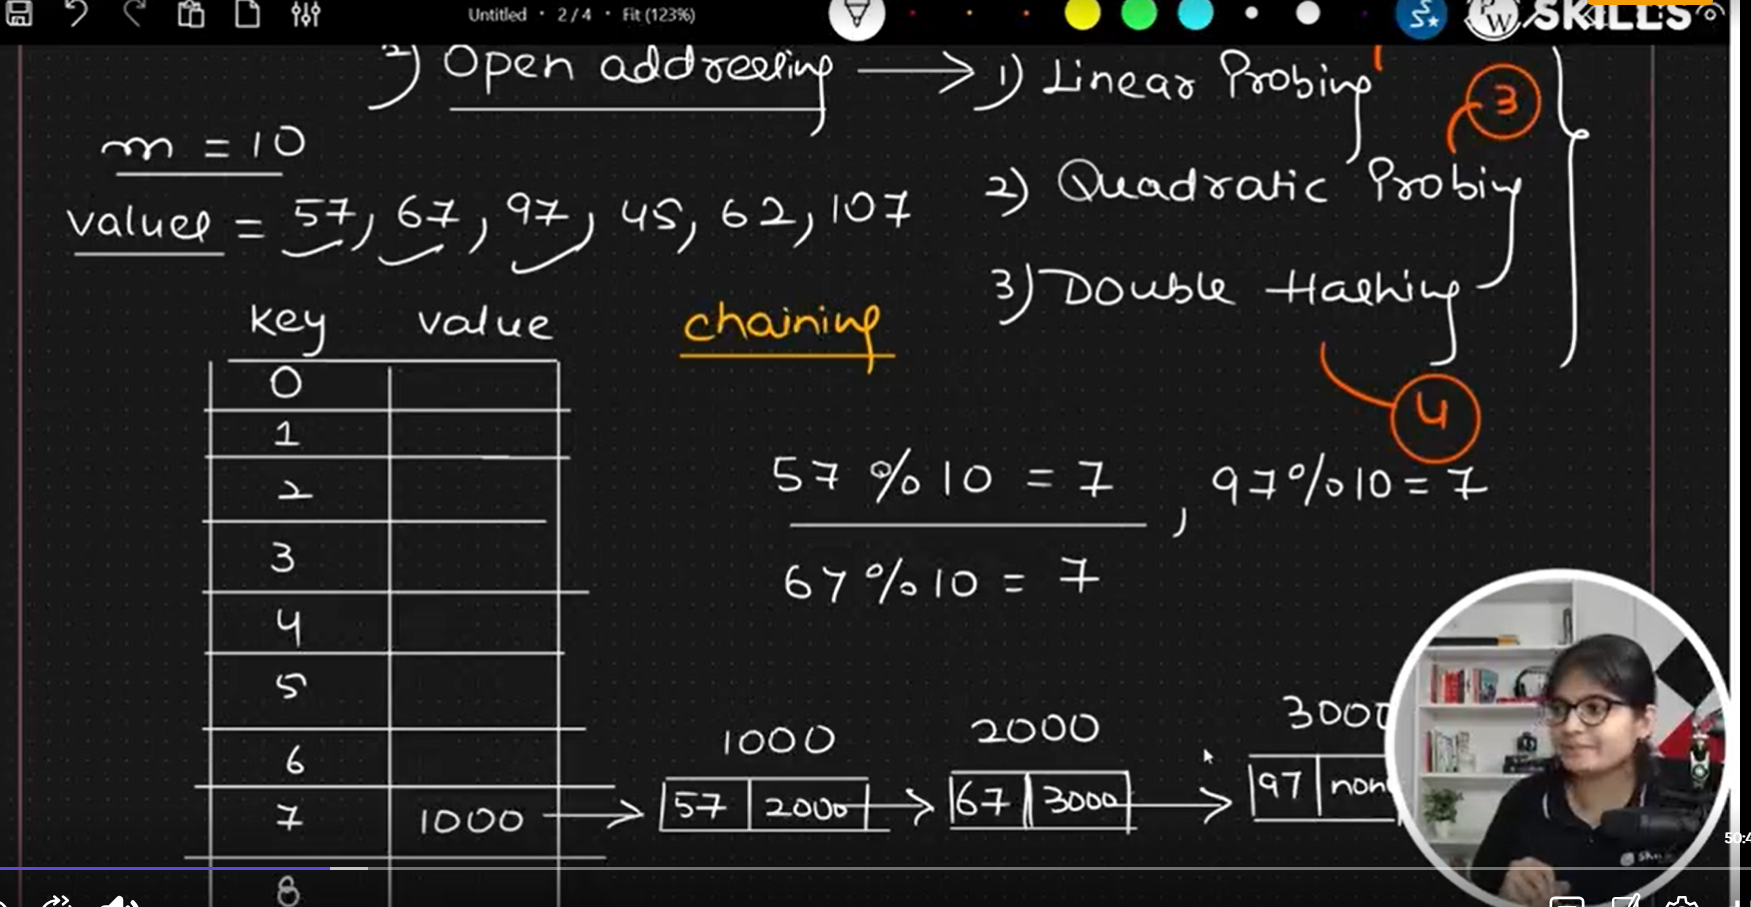 Untitled • 2 / 4 • Fit (123%)
PW SKILLS
2) Open addressing → 1) Linear Probing
3
m = 10
2) Quadratic Probing
values = 57, 67, 97, 45, 62, 107
3) Double Hashing
4
key value
chaining
0
1
2
57 % 10 = 7 , 97 % 10 = 7
3
67 % 10 = 7
4
5
6
1000 2000 3000
7 1000 → 57 2000 → 67 3000 → 97 none
8